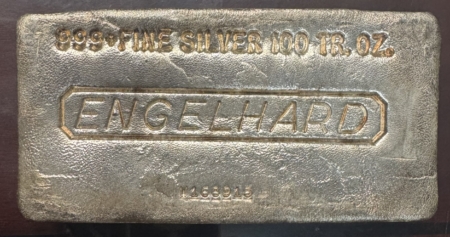 999+ FINE SILVER 100 TR. OZ.
ENGELHARD